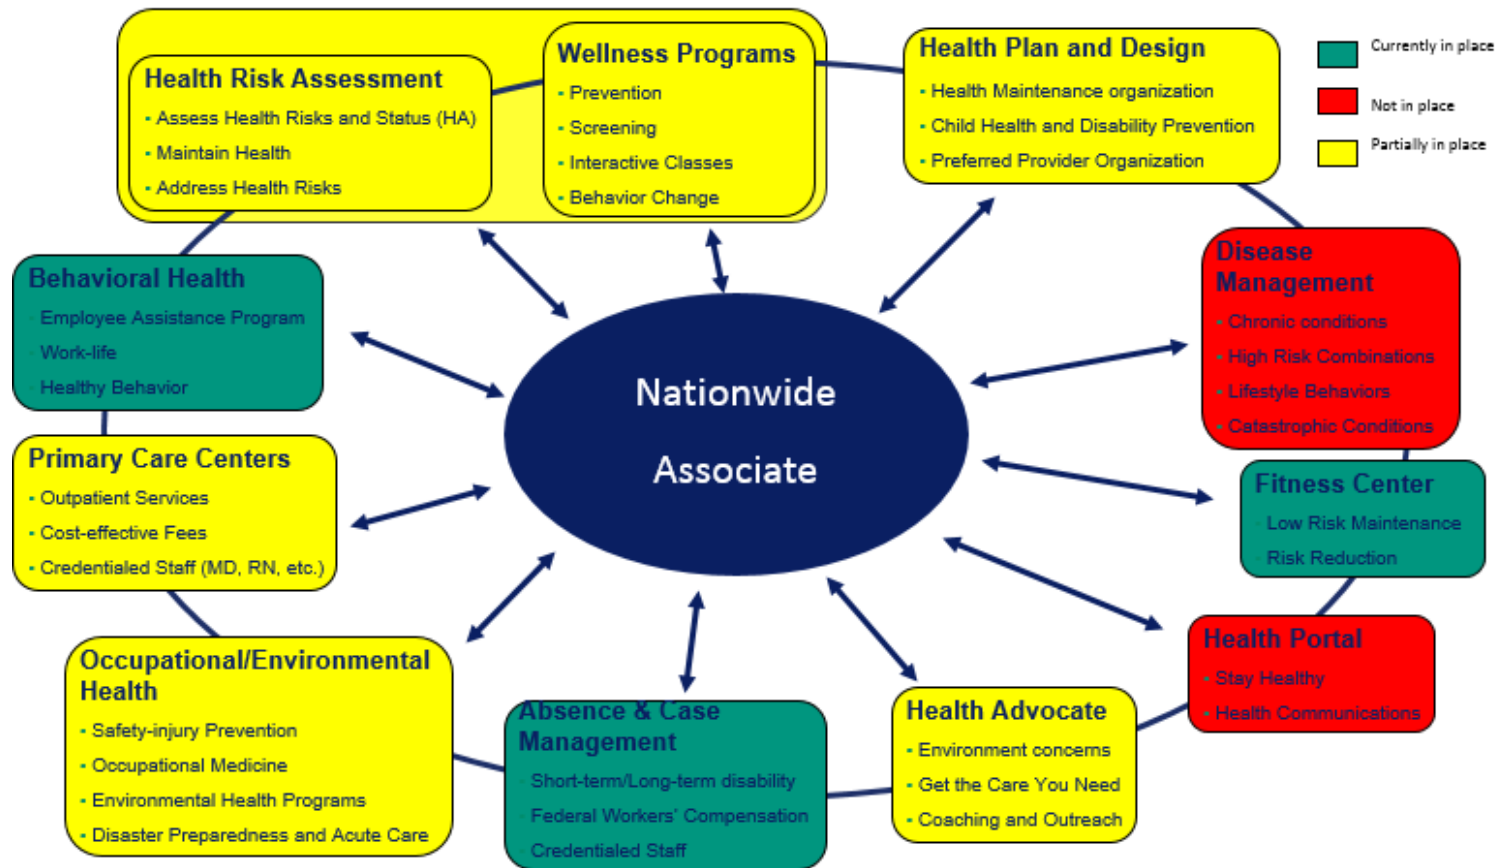 Health Risk Assessment
▪ Assess Health Risks and Status (HA)
▪ Maintain Health
▪ Address Health Risks
Wellness Programs
▪ Prevention
▪ Screening
▪ Interactive Classes
▪ Behavior Change
Health Plan and Design
▪ Health Maintenance organization
▪ Child Health and Disability Prevention
▪ Preferred Provider Organization
Currently in place
Not in place
Partially in place
Behavioral Health
▪ Employee Assistance Program
▪ Work-life
▪ Healthy Behavior
Disease
Management
▪ Chronic conditions
▪ High Risk Combinations
▪ Lifestyle Behaviors
▪ Catastrophic Conditions
Nationwide
Associate
Primary Care Centers
▪ Outpatient Services
▪ Cost-effective Fees
▪ Credentialed Staff (MD, RN, etc.)
Fitness Center
▪ Low Risk Maintenance
▪ Risk Reduction
Occupational/Environmental
Health
▪ Safety-injury Prevention
▪ Occupational Medicine
▪ Environmental Health Programs
▪ Disaster Preparedness and Acute Care
Absence & Case
Management
▪ Short-term/Long-term disability
▪ Federal Workers' Compensation
▪ Credentialed Staff
Health Advocate
▪ Environment concerns
▪ Get the Care You Need
▪ Coaching and Outreach
Health Portal
▪ Stay Healthy
▪ Health Communications